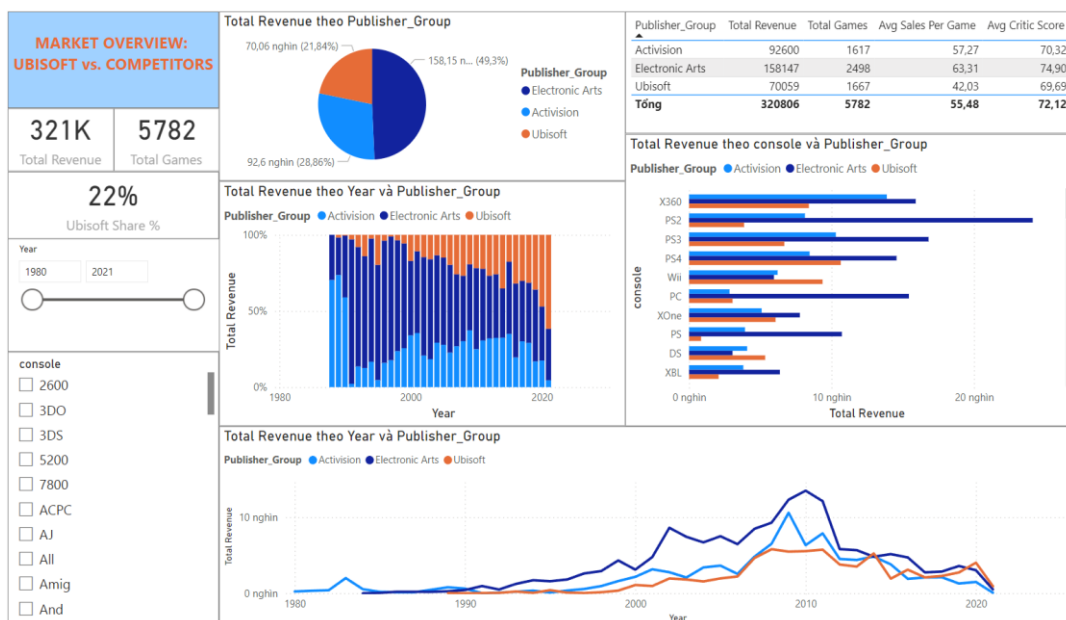 MARKET OVERVIEW:
UBISOFT vs. COMPETITORS
321K
Total Revenue
5782
Total Games
22%
Ubisoft Share %
Year
1980
2021
console
2600
3DO
3DS
5200
7800
ACPC
AJ
All
Amig
And
Total Revenue theo Publisher_Group
70,06 nghìn (21,84%)
158,15 n... (49,3%)
92,6 nghìn (28,86%)
Publisher_Group
Electronic Arts
Activision
Ubisoft
Total Revenue theo Year và Publisher_Group
Publisher_Group Activision Electronic Arts Ubisoft
Total Revenue
100%
50%
0%
1980 2000 2020
Year
Publisher_Group Total Revenue Total Games Avg Sales Per Game Avg Critic Score
Activision 92600 1617 57,27 70,32
Electronic Arts 158147 2498 63,31 74,90
Ubisoft 70059 1667 42,03 69,69
Tổng 320806 5782 55,48 72,12
Total Revenue theo console và Publisher_Group
Publisher_Group Activision Electronic Arts Ubisoft
console
X360
PS2
PS3
PS4
Wii
PC
XOne
PS
DS
XBL
0 nghìn 10 nghìn 20 nghìn
Total Revenue
Total Revenue theo Year và Publisher_Group
Publisher_Group Activision Electronic Arts Ubisoft
Total Revenue
10 nghìn
0 nghìn
1980 1990 2000 2010 2020
Year